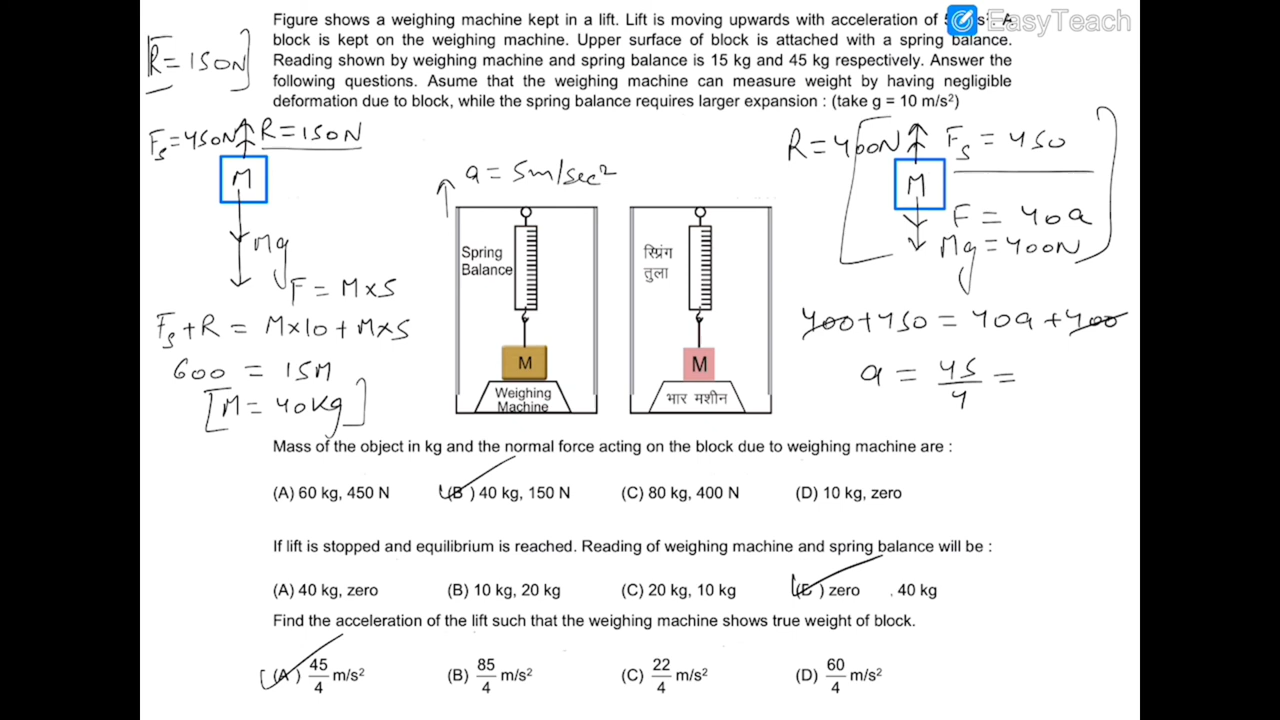 Figure shows a weighing machine kept in a lift. Lift is moving upwards with acceleration of 5 s². A
EasyTeach
block is kept on the weighing machine. Upper surface of block is attached with a spring balance.
Reading shown by weighing machine and spring balance is 15 kg and 45 kg respectively. Answer the
following questions. Asume that the weighing machine can measure weight by having negligible
deformation due to block, while the spring balance requires larger expansion : (take g = 10 m/s²)
[R = 150N]
Fs=450N R=150N
M
Mg
F = M×5
Fs+R = M×10+M×5
600 = 15M
[M = 40Kg]
a = 5m/sec²
Spring
Balance
M
Weighing
Machine
स्प्रिंग
तुला
M
भार मशीन
R=400N Fs = 450
M
F = 40a
Mg=400N
400+450 = 40a+400
a = 45/4 =
Mass of the object in kg and the normal force acting on the block due to weighing machine are :
(A) 60 kg, 450 N (B) 40 kg, 150 N (C) 80 kg, 400 N (D) 10 kg, zero
If lift is stopped and equilibrium is reached. Reading of weighing machine and spring balance will be :
(A) 40 kg, zero (B) 10 kg, 20 kg (C) 20 kg, 10 kg ) zero , 40 kg
Find the acceleration of the lift such that the weighing machine shows true weight of block.
(A) 45/4 m/s² (B) 85/4 m/s² (C) 22/4 m/s² (D) 60/4 m/s²